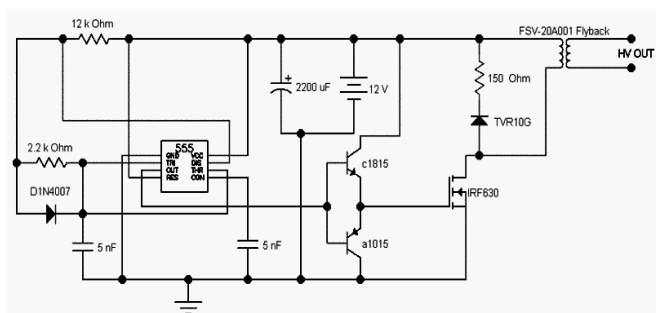 12 k Ohm
FSV-20A001 Flyback
HV OUT
2200 uF
12 V
150 Ohm
TVR10G
555
GND VCC
TRI DIS
OUT THR
RES CON
2.2 k Ohm
c1815
D1N4007
IRF630
5 nF
5 nF
a1015
+